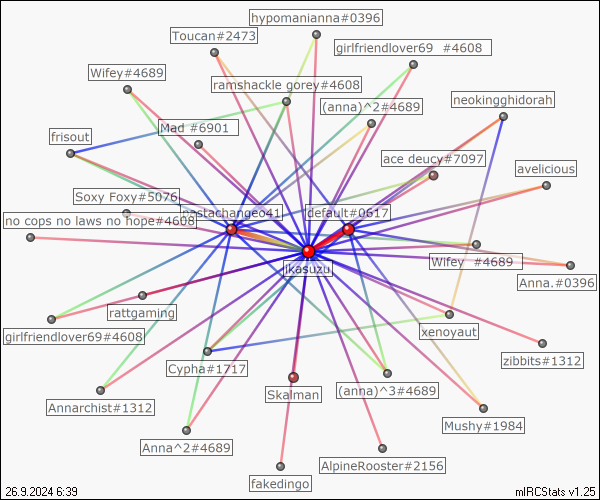 hypomanianna#0396
Toucan#2473
girlfriendlover69 #4608
Wifey#4689
ramshackle gorey#4608
(anna)^2#4689
neokingghidorah
Mad #6901
frisout
ace deucy#7097
avelicious
Soxy Foxy#5076
pastachangeo41
default#0617
no cops no laws no hope#4608
Wifey #4689
jkasuzu
Anna.#0396
rattgaming
xenoyaut
girlfriendlover69#4608
zibbits#1312
Cypha#1717
Skalman
(anna)^3#4689
Annarchist#1312
Mushy#1984
Anna^2#4689
AlpineRooster#2156
fakedingo
26.9.2024 6:39
mIRCStats v1.25